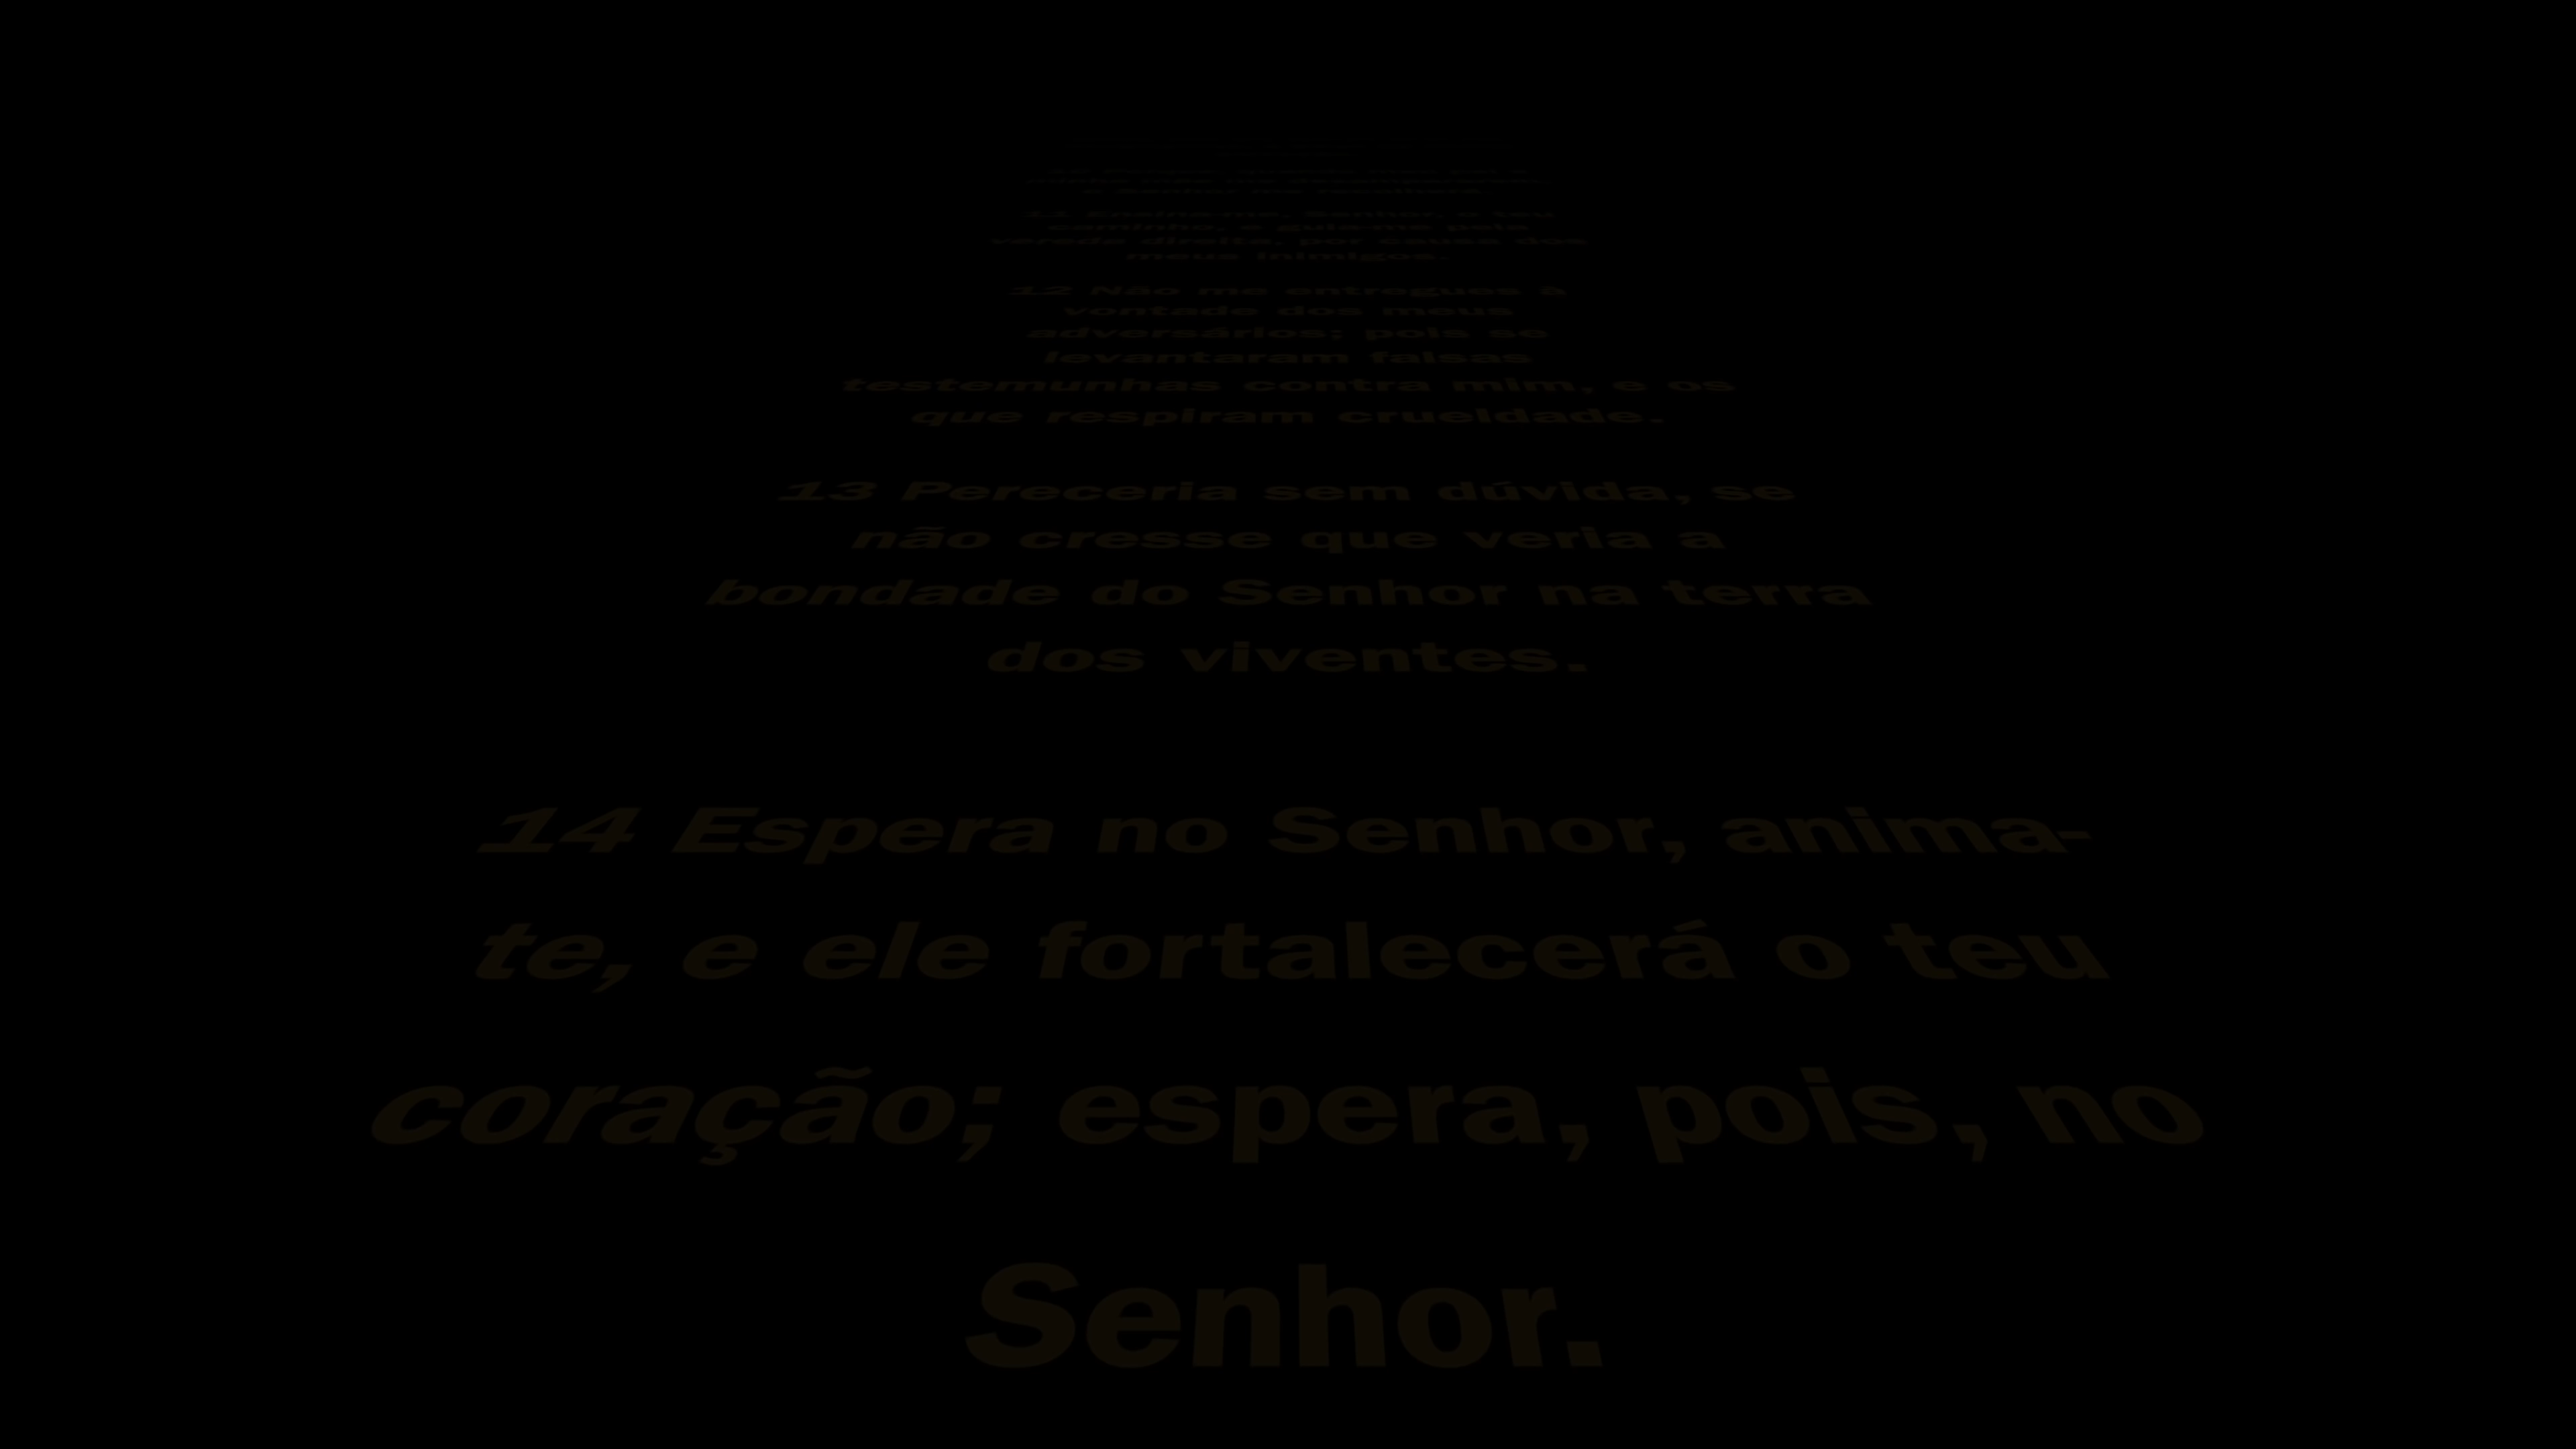 11 Ensina-me, Senhor, o teu
caminho, e guia-me pela
vereda direita, por causa dos
meus inimigos.
12 Não me entregues à
vontade dos meus
adversários; pois se
levantaram falsas
testemunhas contra mim, e os
que respiram crueldade.
13 Pereceria sem dúvida, se
não cresse que veria a
bondade do Senhor na terra
dos viventes.
14 Espera no Senhor, anima-
te, e ele fortalecerá o teu
coração; espera, pois, no
Senhor.